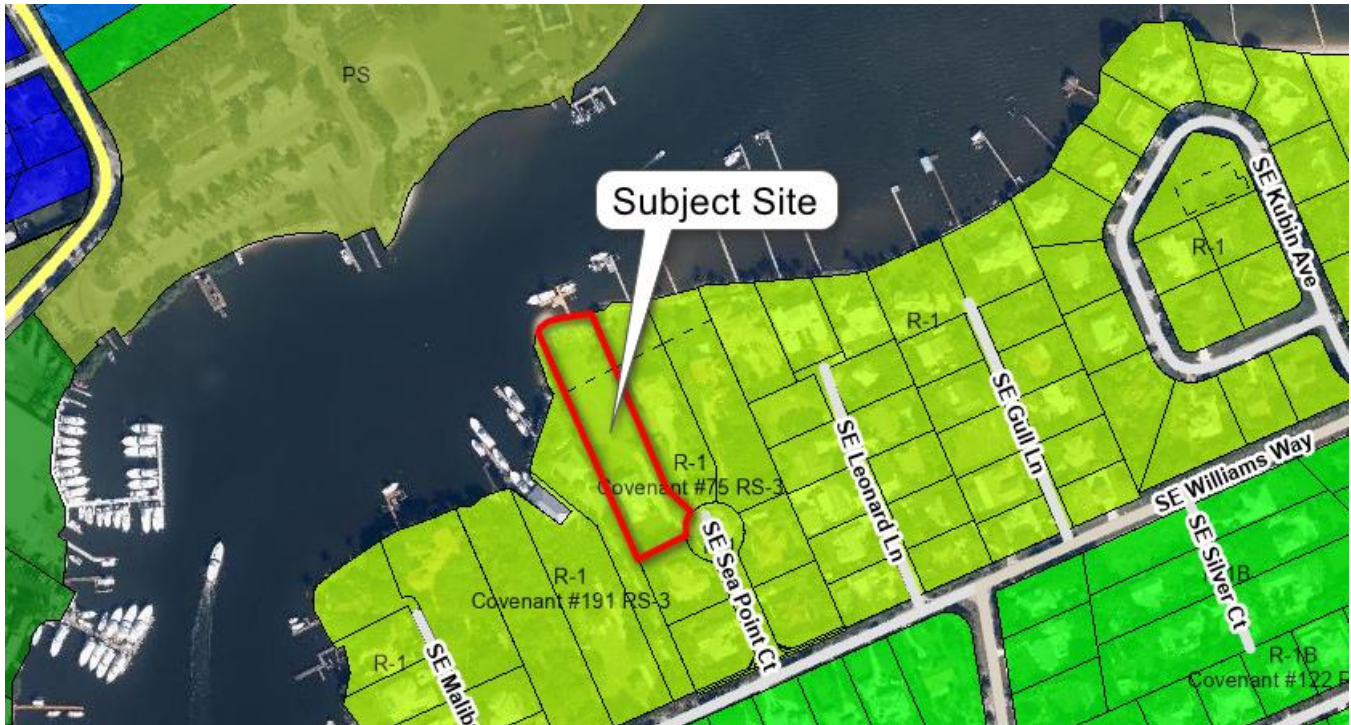 PS
Subject Site
SE Kubin Ave
R-1
R-1
SE Gull Ln
R-1
Covenant #75 RS-3
SE Leonard Ln
SE Williams Way
SE Sea Point Ct
SE Silver Ct
R-1
Covenant #191 RS-3
R-1
SE Malib
R-1B
R-1B
Covenant #122 R